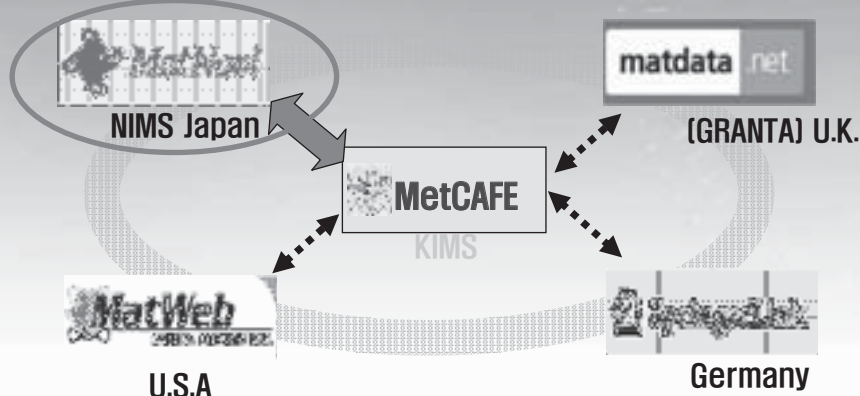 NIMS Japan
matdata .net
(GRANTA) U.K.
MetCAFE
KIMS
MatWeb
U.S.A
Germany